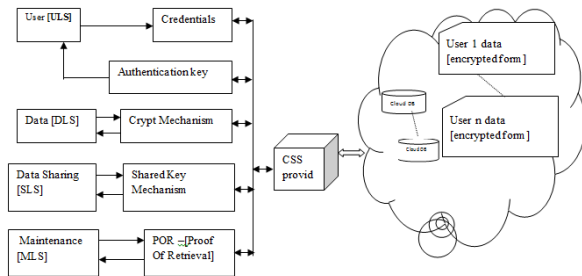 User [ULS]
Credentials
Authentication key
Data [DLS]
Crypt Mechanism
Data Sharing
[SLS]
Shared Key
Mechanism
Maintenance
[MLS]
POR –[Proof
Of Retrieval]
CSS
provid
User 1 data
[encrypted form]
User n data
[encrypted form]
Cloud DB
Cloud DB